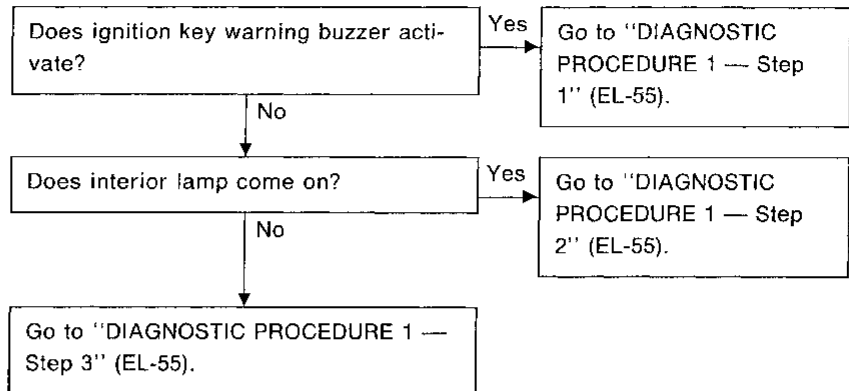 Does ignition key warning buzzer acti-
vate?
Yes
Go to "DIAGNOSTIC
PROCEDURE 1 — Step
1" (EL-55).
No
Does interior lamp come on?
Yes
Go to "DIAGNOSTIC
PROCEDURE 1 — Step
2" (EL-55).
No
Go to "DIAGNOSTIC PROCEDURE 1 —
Step 3" (EL-55).